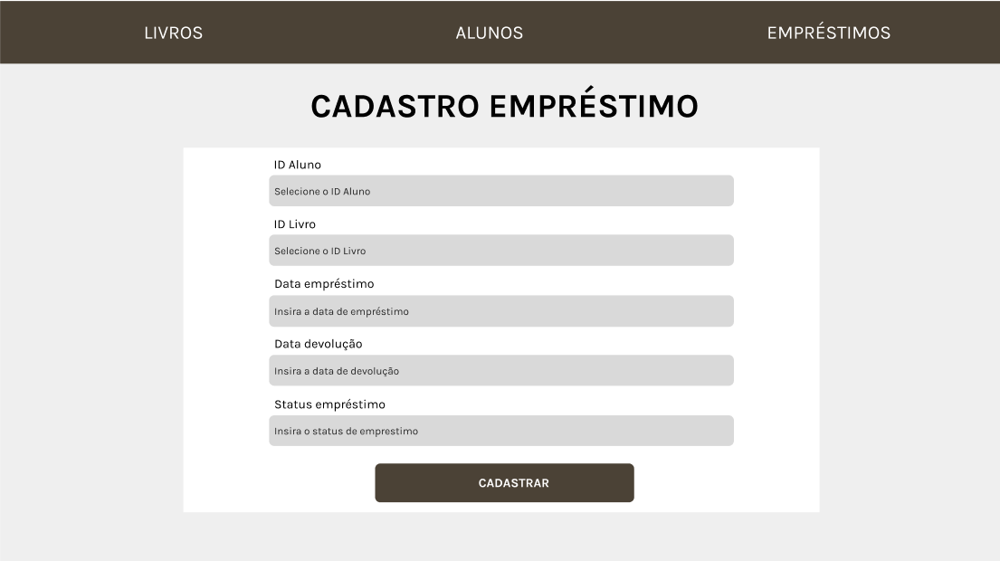 LIVROS ALUNOS EMPRÉSTIMOS
CADASTRO EMPRÉSTIMO
ID Aluno
Selecione o ID Aluno
ID Livro
Selecione o ID Livro
Data empréstimo
Insira a data de empréstimo
Data devolução
Insira a data de devolução
Status empréstimo
Insira o status de emprestimo
CADASTRAR